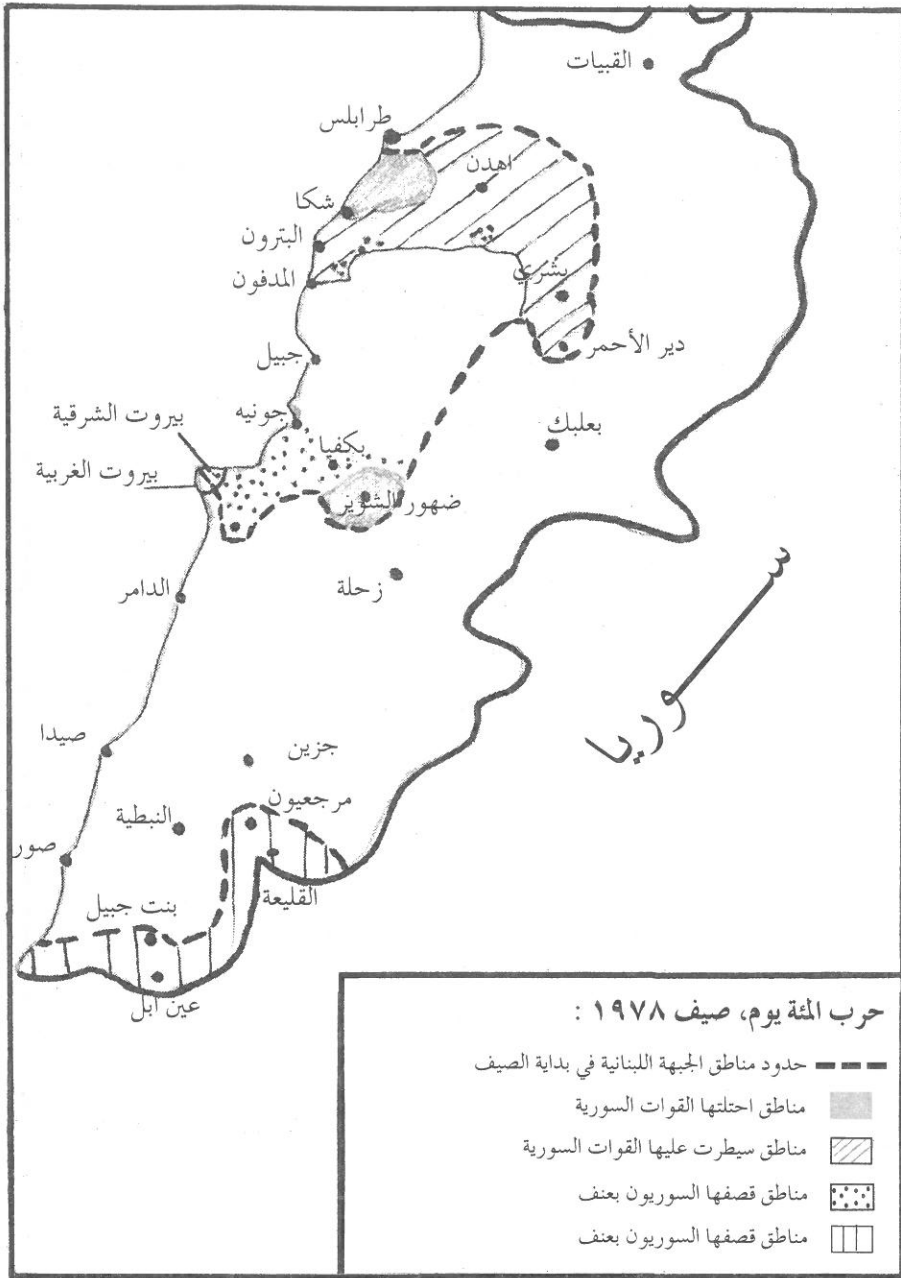 القبيات
طرابلس
اهدن
شكا
البترون
المدفون
بشري
دير الأحمر
جبيل
جونيه
بعلبك
بيروت الشرقية
بيروت الغربية
بكفيا
ضهور الشوير
زحلة
الدامر
سوريا
صيدا
جزين
مرجعيون
النبطية
صور
القليعة
بنت جبيل
عين ابل
حرب المئة يوم، صيف ١٩٧٨ :
حدود مناطق الجبهة اللبنانية في بداية الصيف
مناطق احتلتها القوات السورية
مناطق سيطرت عليها القوات السورية
مناطق قصفها السوريون بعنف
مناطق قصفها السوريون بعنف